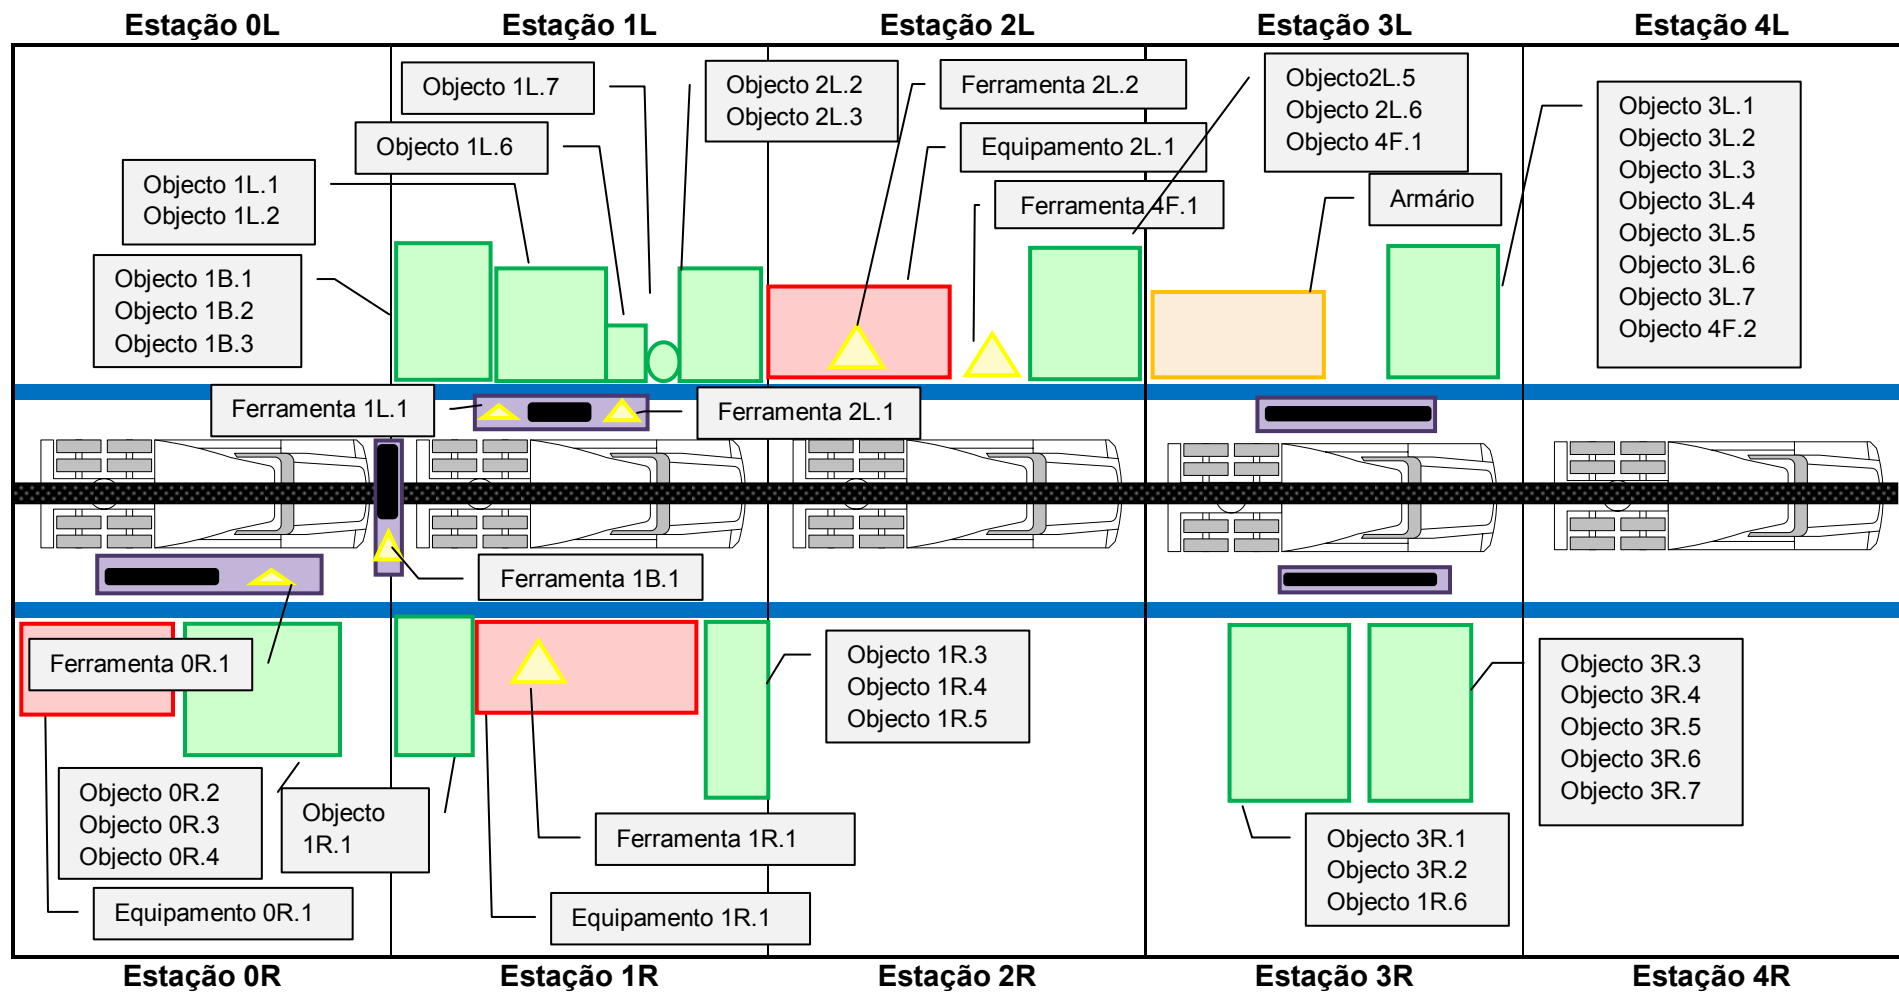 Estação 0L
Estação 1L
Estação 2L
Estação 3L
Estação 4L
Objecto 1L.7
Objecto 2L.2
Objecto 2L.3
Ferramenta 2L.2
Objecto2L.5
Objecto 2L.6
Objecto 4F.1
Objecto 3L.1
Objecto 3L.2
Objecto 3L.3
Objecto 3L.4
Objecto 3L.5
Objecto 3L.6
Objecto 3L.7
Objecto 4F.2
Objecto 1L.6
Equipamento 2L.1
Objecto 1L.1
Objecto 1L.2
Ferramenta 4F.1
Armário
Objecto 1B.1
Objecto 1B.2
Objecto 1B.3
Ferramenta 1L.1
Ferramenta 2L.1
Ferramenta 1B.1
Ferramenta 0R.1
Objecto 1R.3
Objecto 1R.4
Objecto 1R.5
Objecto 3R.3
Objecto 3R.4
Objecto 3R.5
Objecto 3R.6
Objecto 3R.7
Objecto 0R.2
Objecto 0R.3
Objecto 0R.4
Objecto
1R.1
Ferramenta 1R.1
Objecto 3R.1
Objecto 3R.2
Objecto 1R.6
Equipamento 0R.1
Equipamento 1R.1
Estação 0R
Estação 1R
Estação 2R
Estação 3R
Estação 4R